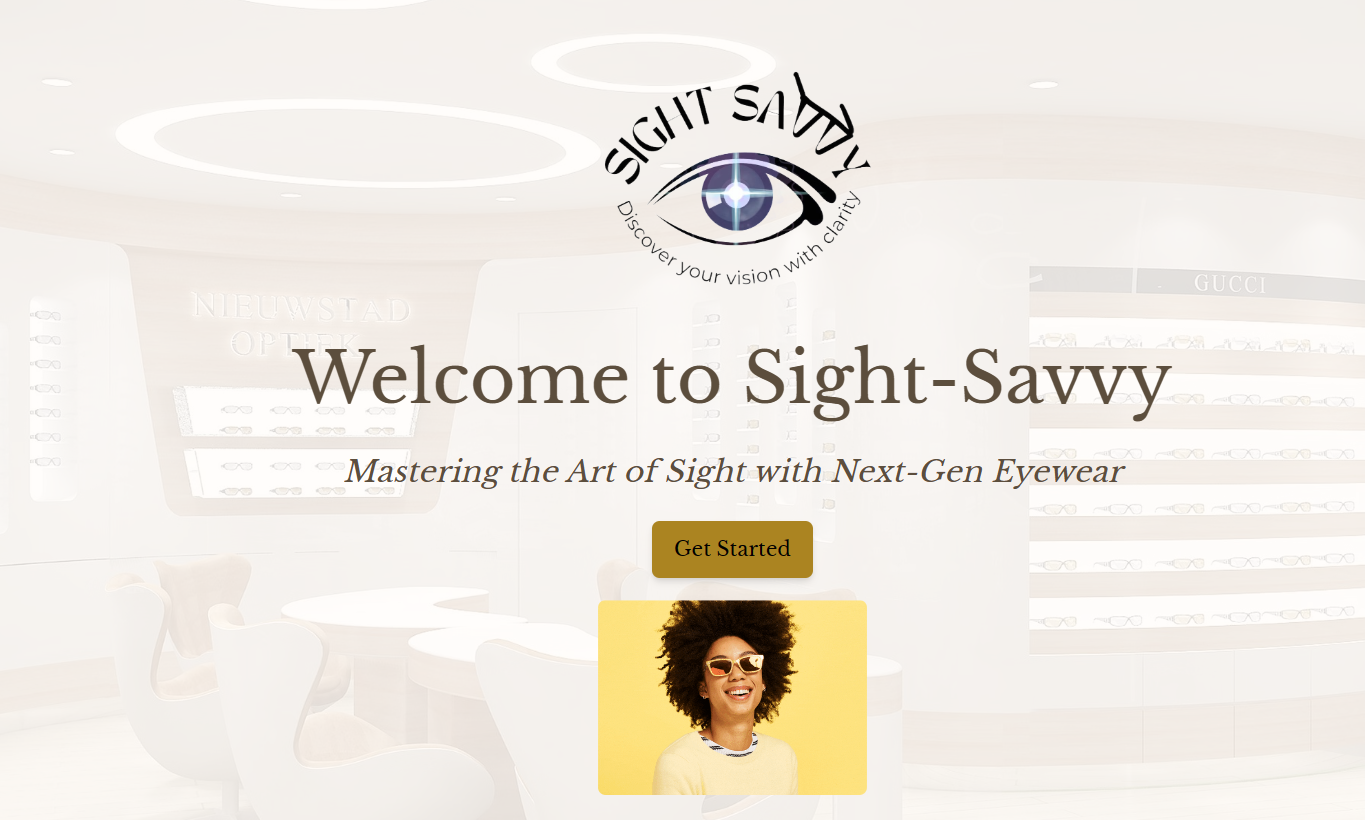 SIGHT SAVVY
Discover your vision with clarity
NIEUWSTAD
OPTIEK
GUCCI
Welcome to Sight-Savvy
Mastering the Art of Sight with Next-Gen Eyewear
Get Started